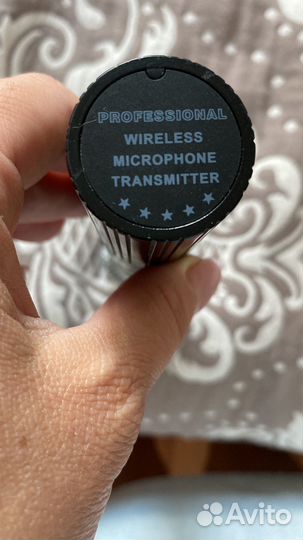 PROFESSIONAL
WIRELESS
MICROPHONE
TRANSMITTER
Avito